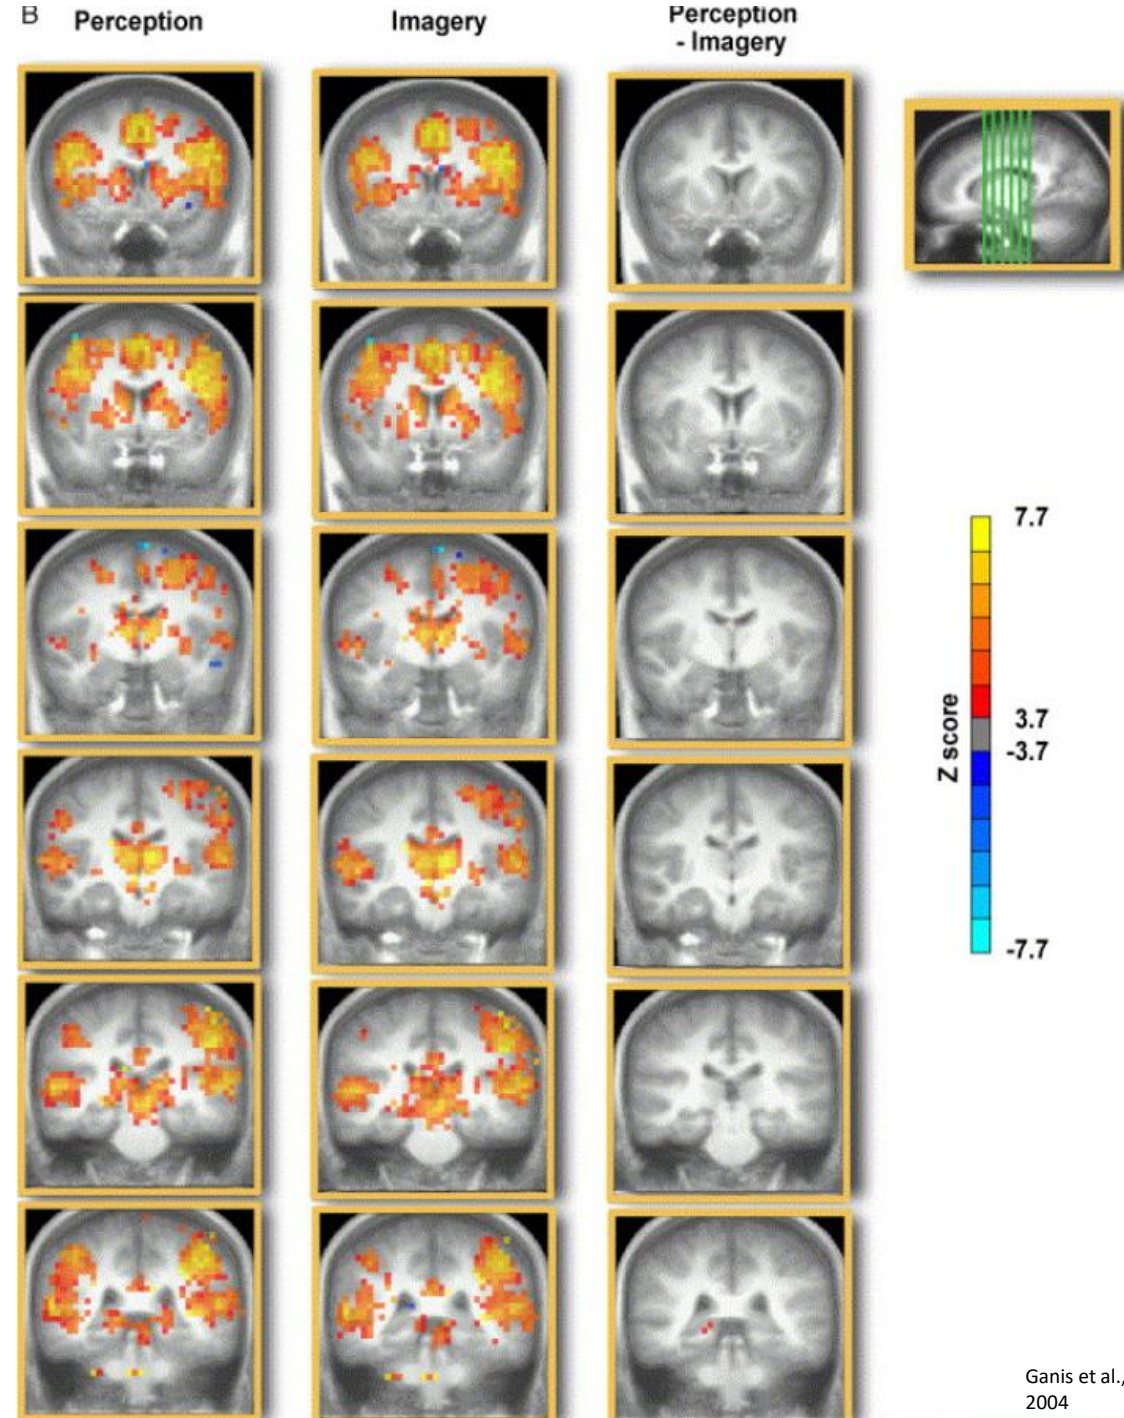 B
Perception
Imagery
Perception
- Imagery
7.7
3.7
-3.7
-7.7
Z score
Ganis et al.,
2004